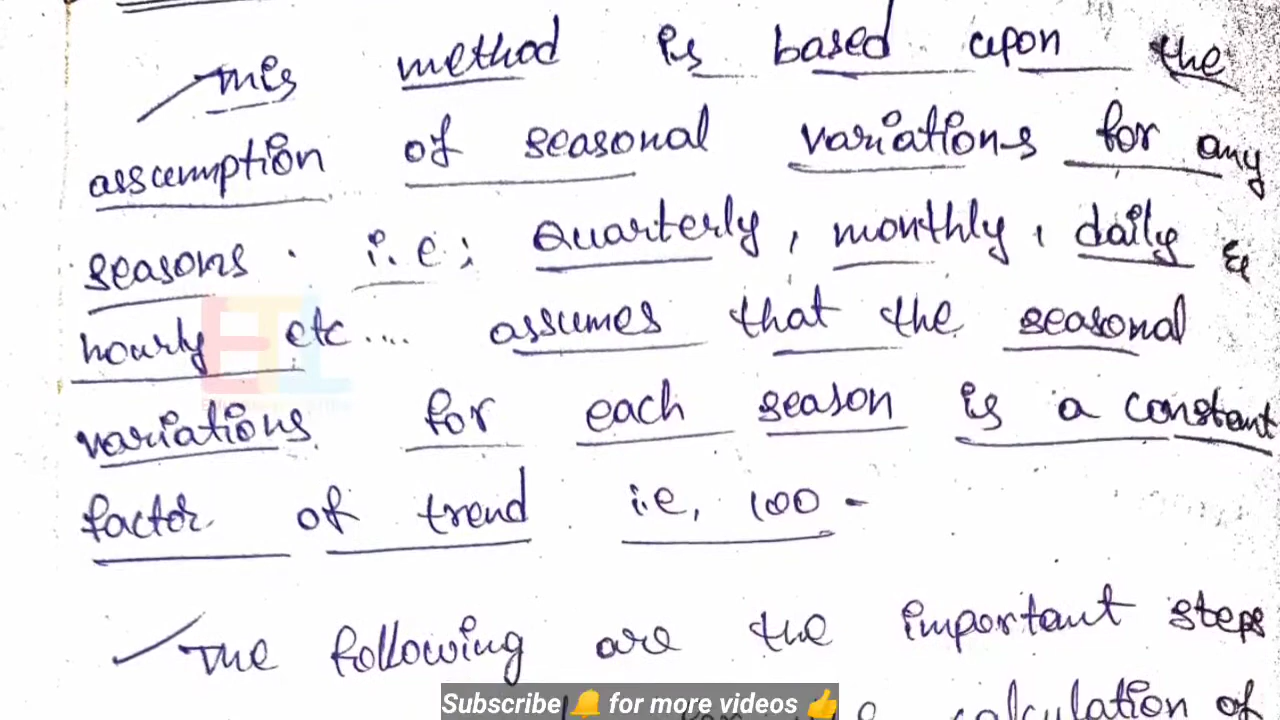 This method is based upon the
assumption of seasonal variations for any
seasons. i.e; Quarterly, monthly, daily &
hourly etc.... assumes that the seasonal
variations for each season is a constant
factor of trend i.e, 100 -
The following are the important steps
calculation of
Subscribe 🔔 for more videos 👍